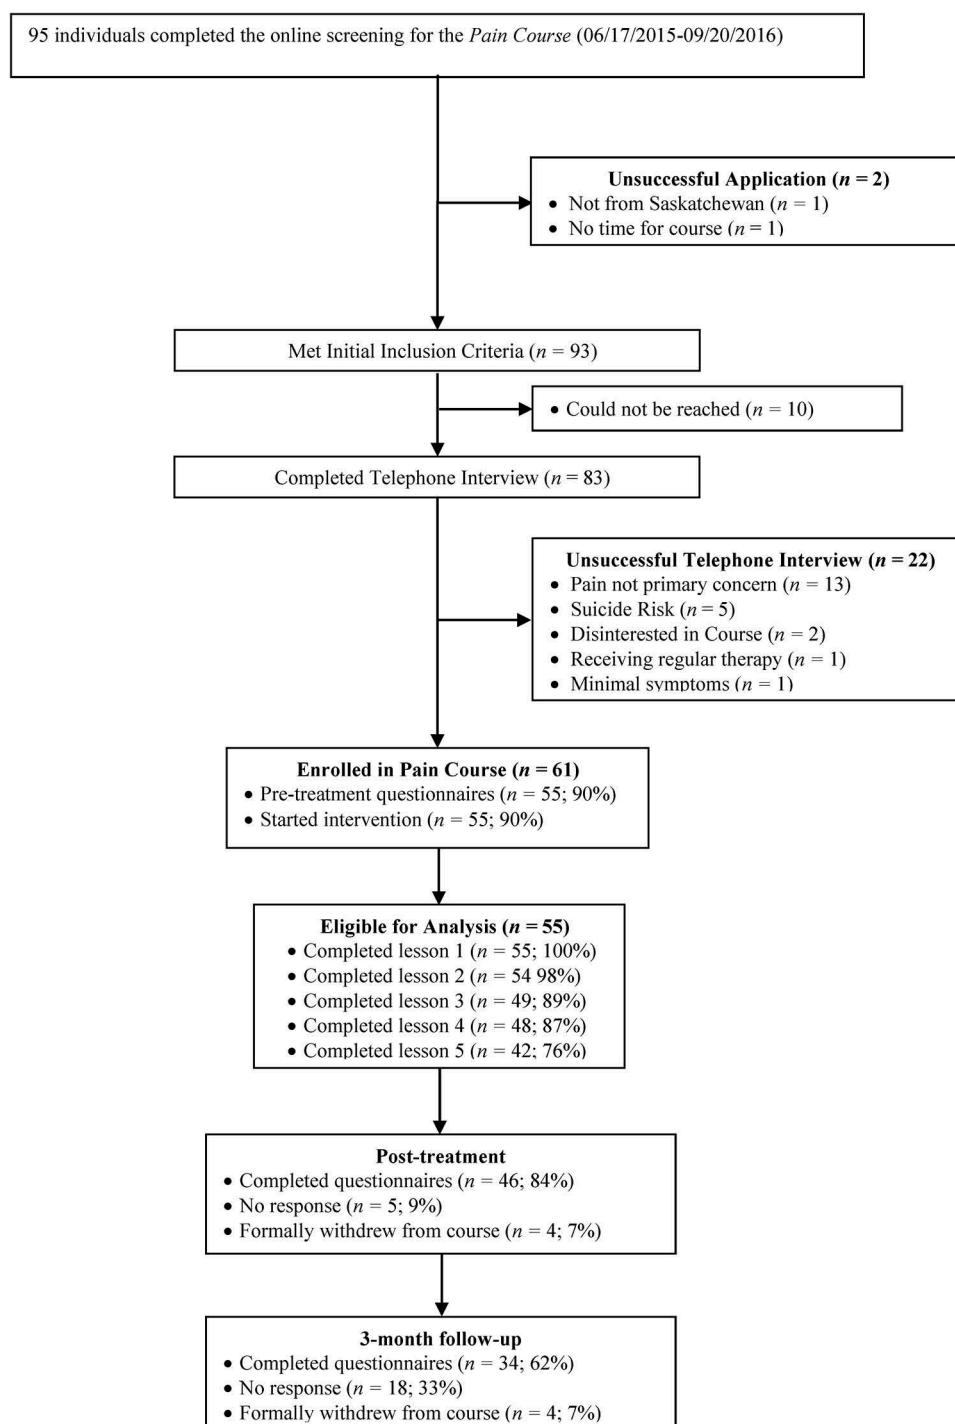 95 individuals completed the online screening for the Pain Course (06/17/2015-09/20/2016)
Unsuccessful Application (n = 2)
• Not from Saskatchewan (n = 1)
• No time for course (n = 1)
Met Initial Inclusion Criteria (n = 93)
• Could not be reached (n = 10)
Completed Telephone Interview (n = 83)
Unsuccessful Telephone Interview (n = 22)
• Pain not primary concern (n = 13)
• Suicide Risk (n = 5)
• Disinterested in Course (n = 2)
• Receiving regular therapy (n = 1)
• Minimal symptoms (n = 1)
Enrolled in Pain Course (n = 61)
• Pre-treatment questionnaires (n = 55; 90%)
• Started intervention (n = 55; 90%)
Eligible for Analysis (n = 55)
• Completed lesson 1 (n = 55; 100%)
• Completed lesson 2 (n = 54 98%)
• Completed lesson 3 (n = 49; 89%)
• Completed lesson 4 (n = 48; 87%)
• Completed lesson 5 (n = 42; 76%)
Post-treatment
• Completed questionnaires (n = 46; 84%)
• No response (n = 5; 9%)
• Formally withdrew from course (n = 4; 7%)
3-month follow-up
• Completed questionnaires (n = 34; 62%)
• No response (n = 18; 33%)
• Formally withdrew from course (n = 4; 7%)